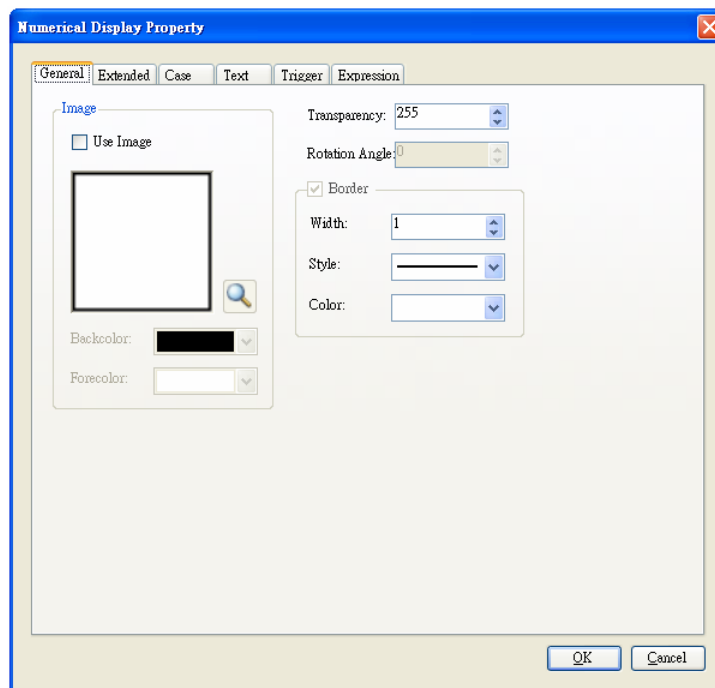 Numerical Display Property
General Extended Case Text Trigger Expression
Image
Use Image
Backcolor:
Forecolor:
Transparency: 255
Rotation Angle: 0
Border
Width: 1
Style:
Color:
OK Cancel